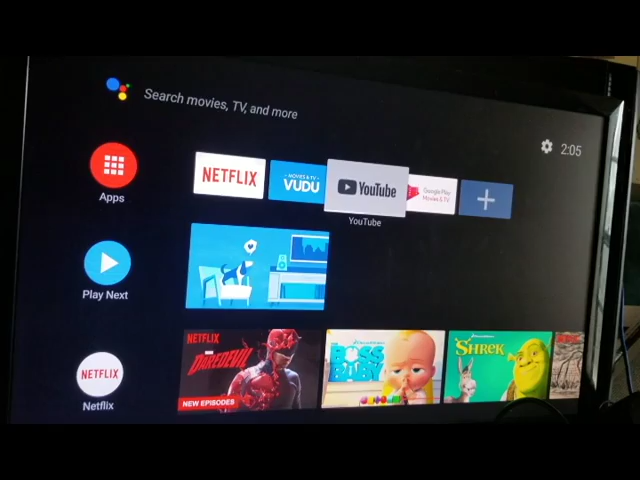 Search movies, TV, and more
2:05
Apps
NETFLIX
MOVIES & TV
VUDU
YouTube
Google Play
Movies & TV
YouTube
Play Next
NETFLIX
Netflix
NETFLIX
DAREDEVIL
NEW EPISODES
BOSS
BABY
SHREK